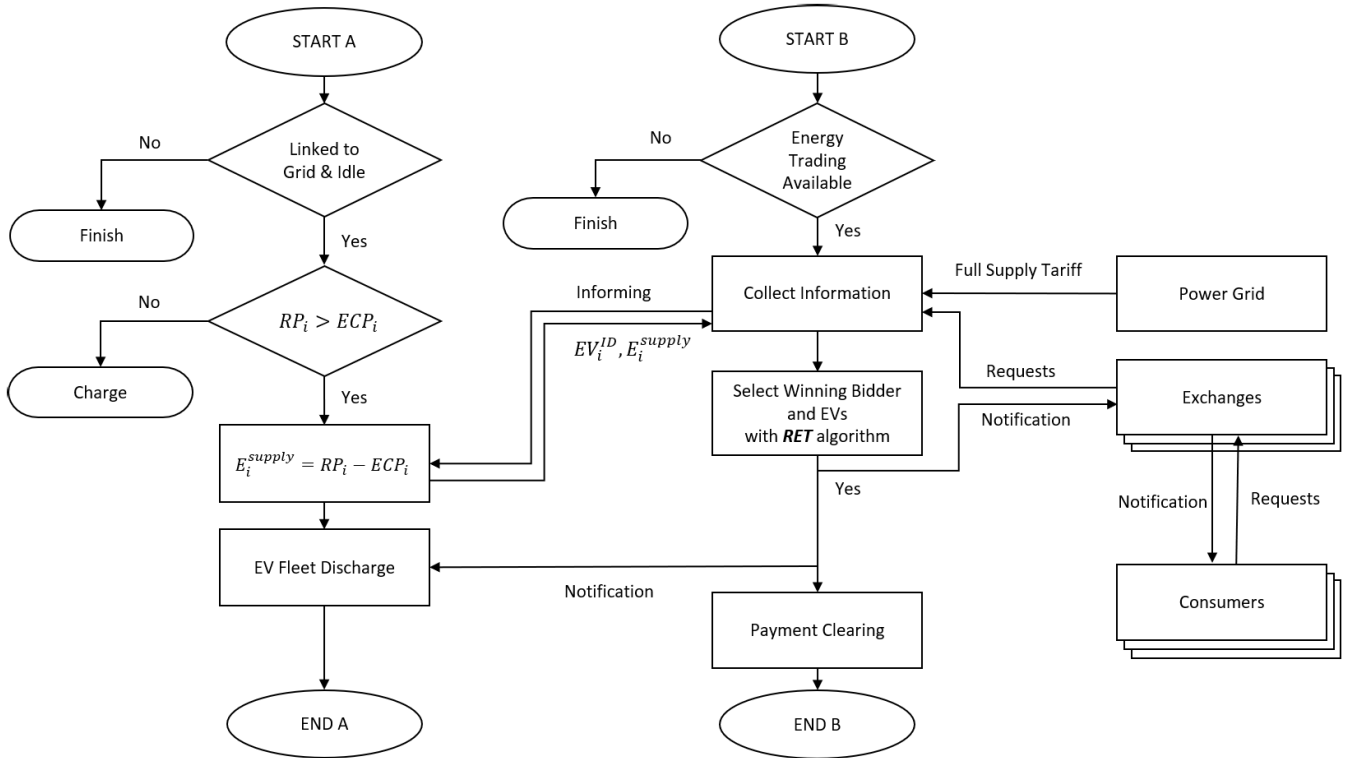 START A
START B
No
Linked to
Grid & Idle
No
Energy
Trading
Available
Finish
Finish
Yes
Yes
No
RP_i > ECP_i
Informing
Collect Information
Full Supply Tariff
Power Grid
EV_i^{ID}, E_i^{supply}
Charge
Yes
Select Winning Bidder
and EVs
with RET algorithm
Requests
Exchanges
Notification
E_i^{supply} = RP_i − ECP_i
Yes
Notification
Requests
EV Fleet Discharge
Notification
Consumers
Payment Clearing
END A
END B